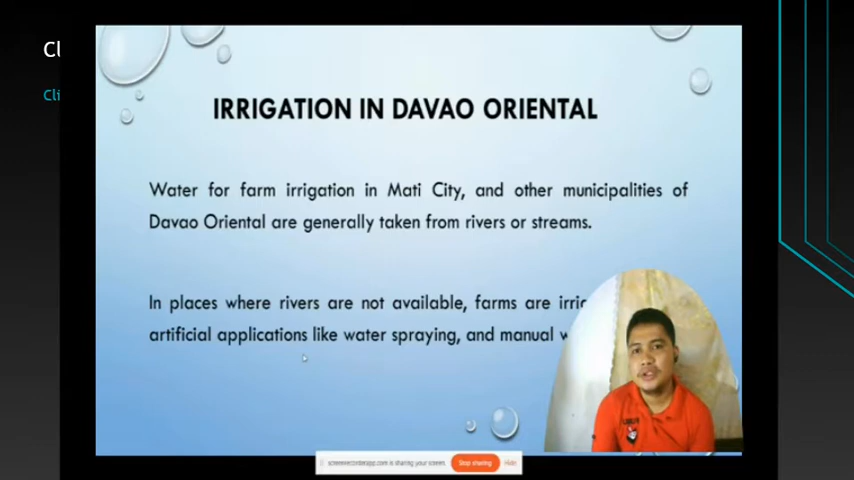 Cl
IRRIGATION IN DAVAO ORIENTAL
Cli
Water for farm irrigation in Mati City, and other municipalities of
Davao Oriental are generally taken from rivers or streams.
In places where rivers are not available, farms are irri
artificial applications like water spraying, and manual
screenrecorderapp.com is sharing your screen.
Stop sharing
Hide